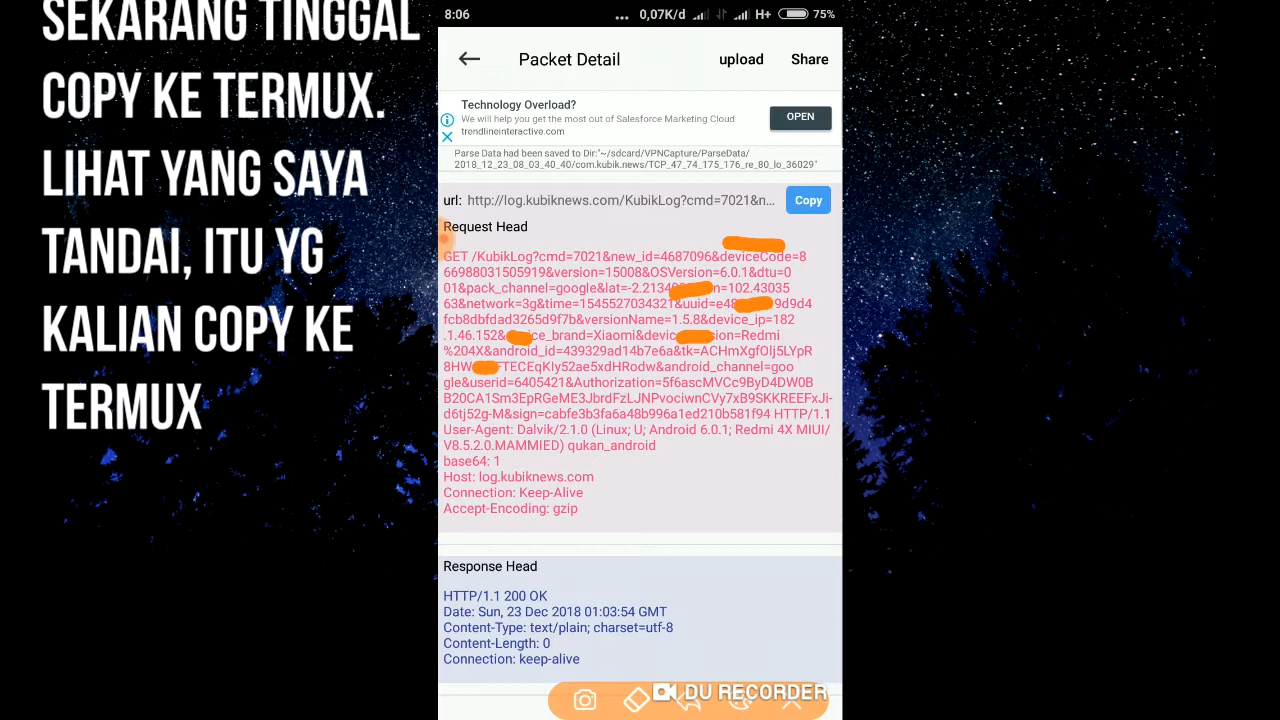 SEKARANG TINGGAL
COPY KE TERMUX.
LIHAT YANG SAYA
TANDAI, ITU YG
KALIAN COPY KE
TERMUX
8:06
... 0,07K/d H+ 75%
Packet Detail
upload
Share
Technology Overload?
We will help you get the most out of Salesforce Marketing Cloud
trendlineinteractive.com
OPEN
Parse Data had been saved to Dir:"~/sdcard/VPNCapture/ParseData/
2018_12_23_08_03_40_40/com.kubik.news/TCP_47_74_175_176_re_80_lo_36029"
url: http://log.kubiknews.com/KubikLog?cmd=7021&n...
Copy
Request Head
GET /KubikLog?cmd=7021&new_id=4687096&deviceCode=8
66988031505919&version=15008&OSVersion=6.0.1&dtu=0
01&pack_channel=google&lat=-2.2134 n=102.43035
63&network=3g&time=1545527034321&uuid=e48 9d9d4
fcb8dbfdad3265d9f7b&versionName=1.5.8&device_ip=182
.1.46.152& ce_brand=Xiaomi&devic sion=Redmi
%204X&android_id=439329ad14b7e6a&tk=ACHmXgfOlj5LYpR
8HW TECEqKIy52ae5xdHRodw&android_channel=goo
gle&userid=6405421&Authorization=5f6ascMVCc9ByD4DW0B
B20CA1Sm3EpRGeME3JbrdFzLJNPvociwnCVy7xB9SKKREEFxJi-
d6tj52g-M&sign=cabfe3b3fa6a48b996a1ed210b581f94 HTTP/1.1
User-Agent: Dalvik/2.1.0 (Linux; U; Android 6.0.1; Redmi 4X MIUI/
V8.5.2.0.MAMMIED) qukan_android
base64: 1
Host: log.kubiknews.com
Connection: Keep-Alive
Accept-Encoding: gzip
Response Head
HTTP/1.1 200 OK
Date: Sun, 23 Dec 2018 01:03:54 GMT
Content-Type: text/plain; charset=utf-8
Content-Length: 0
Connection: keep-alive
DU RECORDER